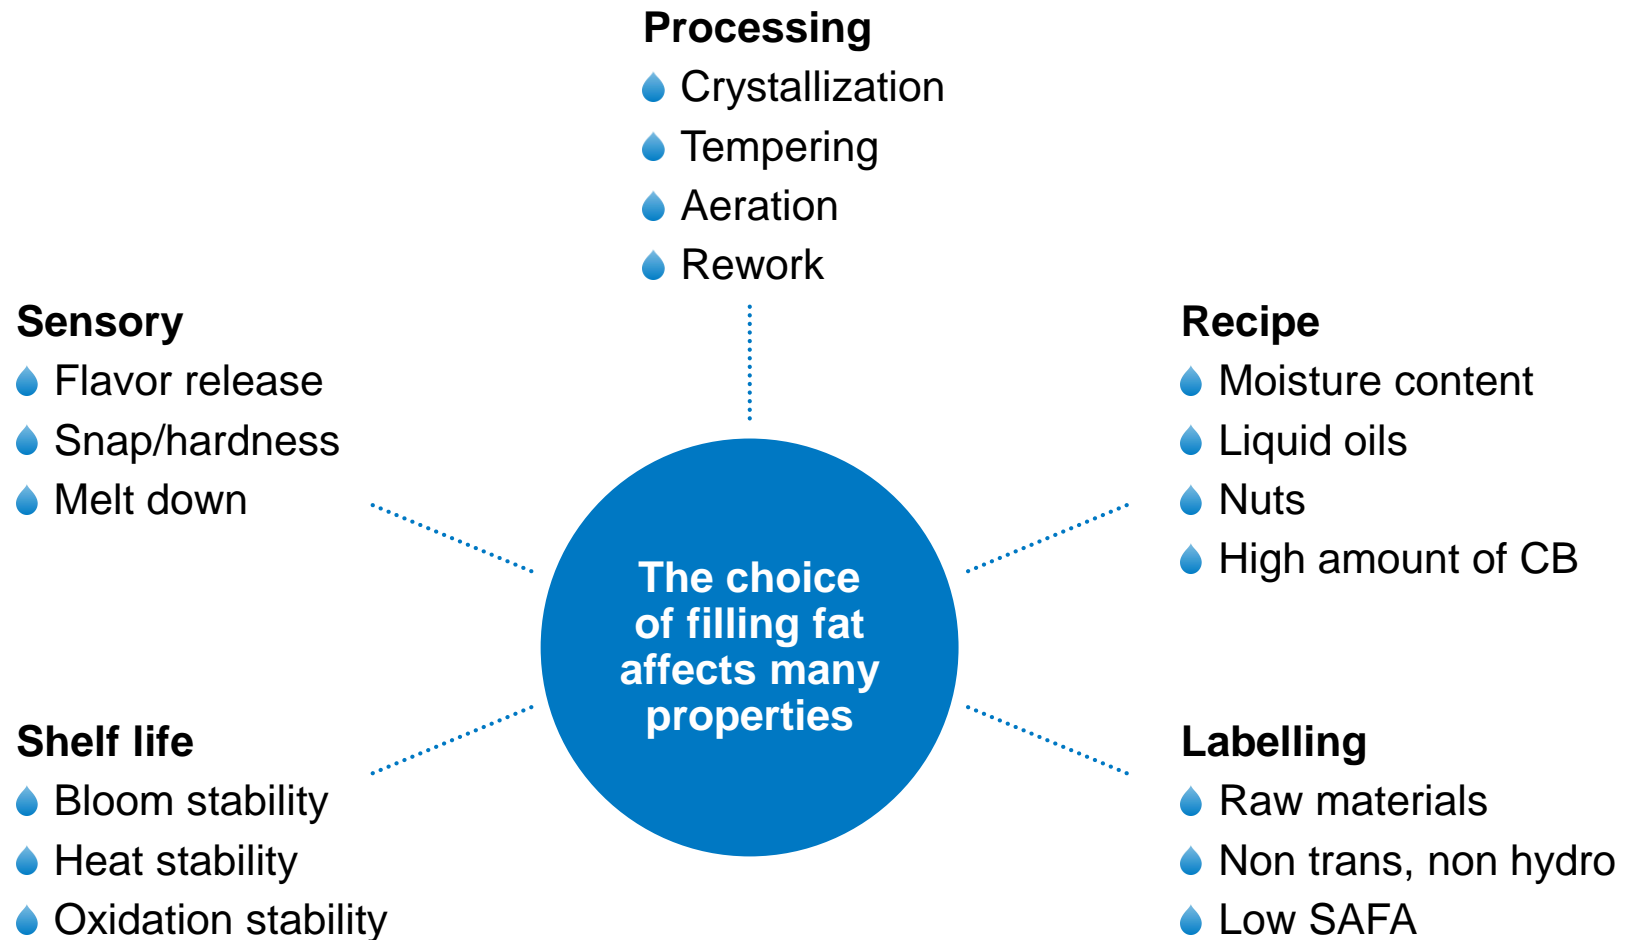 Processing
Crystallization
Tempering
Aeration
Rework
Sensory
Flavor release
Snap/hardness
Melt down
Recipe
Moisture content
Liquid oils
Nuts
High amount of CB
The choice
of filling fat
affects many
properties
Shelf life
Bloom stability
Heat stability
Oxidation stability
Labelling
Raw materials
Non trans, non hydro
Low SAFA